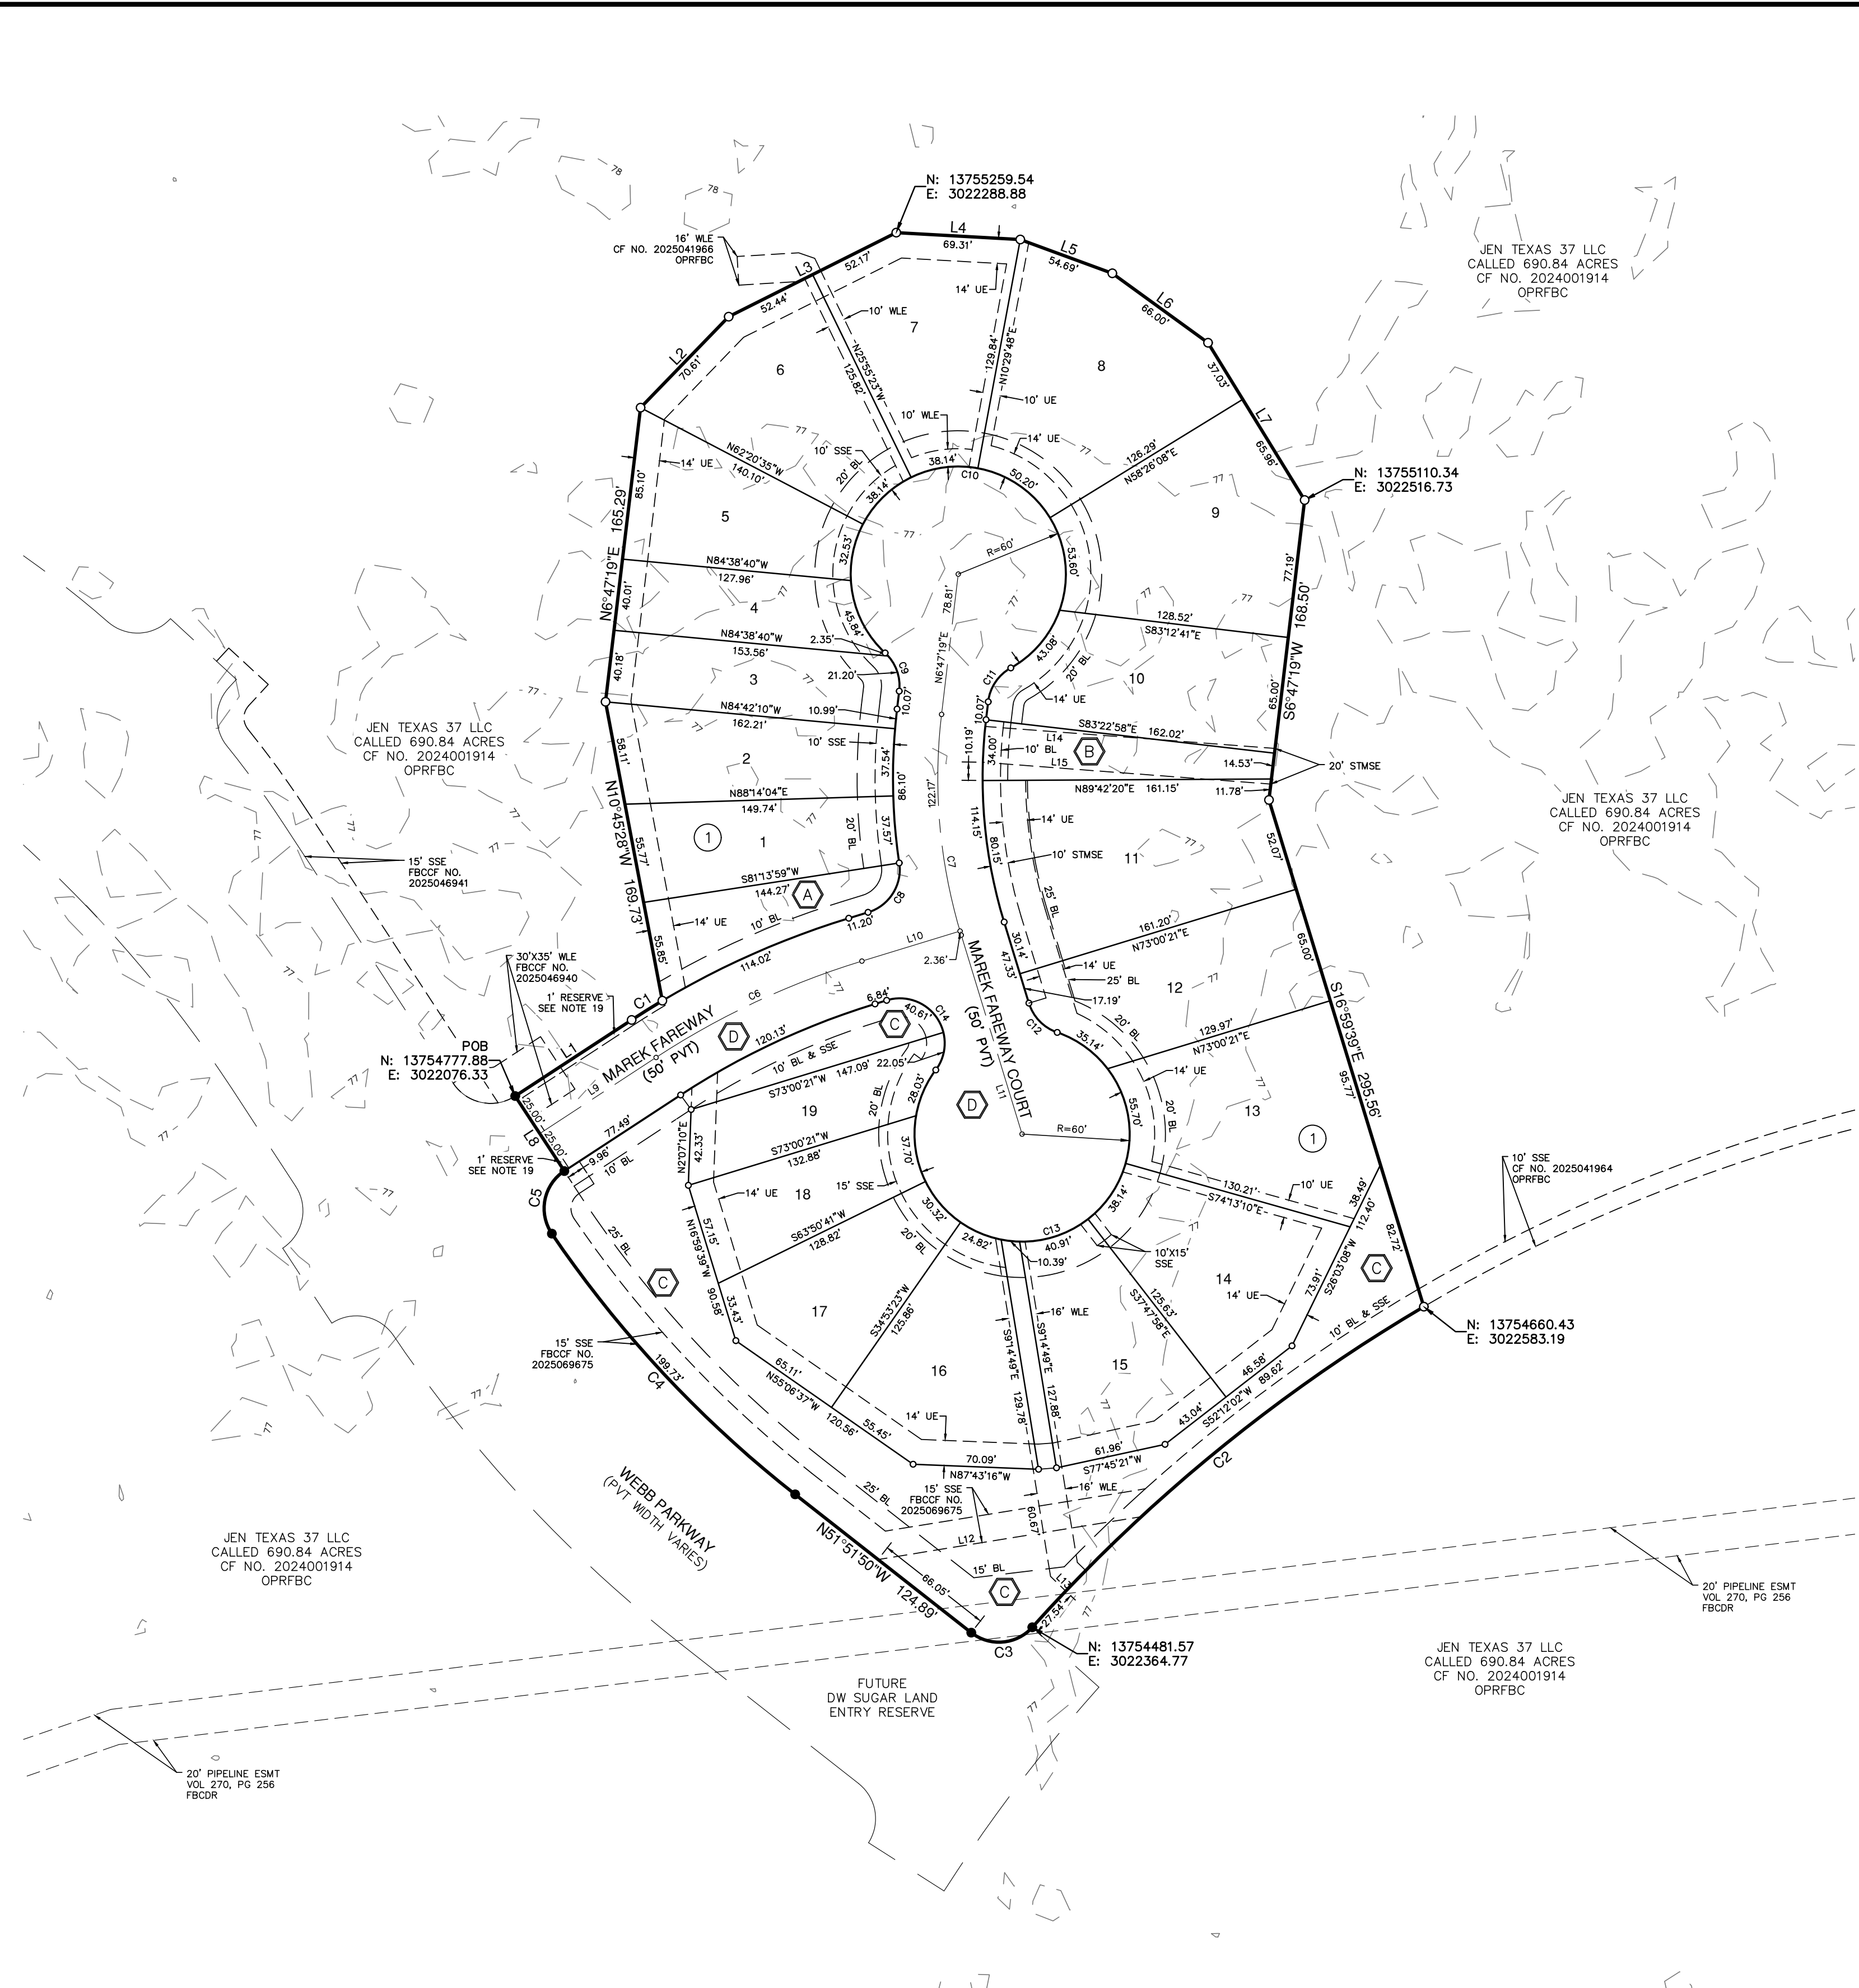 N: 13755259.54
E: 3022288.88
L4
69.31'
L5
54.69'
L6
66.00'
37.03'
L7
65.96'
16' WLE
CF NO. 2025041966
OPRFBC
L3
52.17'
52.44'
L2
70.61'
JEN TEXAS 37 LLC
CALLED 690.84 ACRES
CF NO. 2024001914
OPRFBC
78
78
14' UE
10' WLE
7
6
8
N25°55'23"W
125.82'
129.84'
N10°29'48"E
10' UE
10' WLE
14' UE
10' SSE
20' BL
38.14'
C10
50.20'
38.14'
N62°20'35"W
140.10'
14' UE
85.10'
126.29'
N58°26'08"E
N: 13755110.34
E: 3022516.73
5
9
32.53'
R=60'
53.60'
77.19'
N6°47'19"E 165.29'
N84°38'40"W
127.96'
40.01'
4
45.84'
78.81'
128.52'
S83°12'41"E
S6°47'19"W 168.50'
N84°38'40"W
153.56'
2.35'
43.08'
20' BL
C9
21.20'
C11
N6°47'19"E
10
14' UE
65.00'
40.18'
3
10.07'
10.07'
N84°42'10"W
162.21'
10.99'
S83°22'58"E 162.02'
L14
JEN TEXAS 37 LLC
CALLED 690.84 ACRES
CF NO. 2024001914
OPRFBC
10' SSE
37.54'
86.10'
10.19'
34.00'
10' BL
L15
B
14.53'
20' STMSE
58.11'
2
N88°14'04"E
149.74'
122.17'
N89°42'20"E 161.15'
11.78'
JEN TEXAS 37 LLC
CALLED 690.84 ACRES
CF NO. 2024001914
OPRFBC
N10°45'28"W 169.73'
55.77'
1
1
20' BL
37.57'
114.15'
80.15'
14' UE
10' STMSE
11
52.07'
15' SSE
FBCCF NO.
2025046941
S81°13'59"W
144.27'
A
C7
C8
25' BL
14' UE
10' BL
11.20'
55.85'
114.02'
L10
2.36'
30.14'
47.33'
161.20'
N73°00'21"E
14' UE
25' BL
65.00'
30'X35' WLE
FBCCF NO.
2025046940
1' RESERVE
SEE NOTE 19
C1
C6
6.84'
40.61'
C14
17.19'
12
S16°59'39"E 295.56'
L1
MAREK FAREWAY
(50' PVT)
D
C
MAREK FAREWAY COURT
(50' PVT)
C12
35.14'
20' BL
129.97'
N73°00'21"E
POB
N: 13754777.88
E: 3022076.33
L9
120.13'
10' BL & SSE
147.09'
22.05'
S73°00'21"W
14' UE
95.77'
25.00'
25.00'
L8
77.49'
19
20' BL
28.03'
D
L11
R=60'
55.70'
20' BL
13
1
1' RESERVE
SEE NOTE 19
9.96'
10' BL
N2°07'10"E
42.33'
S73°00'21"W
132.88'
37.70'
10' SSE
CF NO. 2025041964
OPRFBC
C5
14' UE
18
15' SSE
130.21'
10' UE
S74°13'10"E
38.49'
112.40'
82.72'
25' BL
57.15'
S63°50'41"W
128.82'
30.32'
38.14'
N16°59'39"W 90.58'
20' BL
24.82'
C13
40.91'
10.39'
10'X15'
SSE
S26°03'08"W
C
C
14
14' UE
73.91'
17
S34°53'23"W
125.86'
16' WLE
S9°14'49"E 129.78'
S9°14'49"E 127.88'
125.63'
S37°47'58"E
10' BL & SSE
N: 13754660.43
E: 3022583.19
33.43'
15' SSE
FBCCF NO.
2025069675
199.73'
C4
65.11'
N55°06'37"W
120.56'
16
15
46.58'
89.62'
S52°12'02"W
43.04'
55.45'
14' UE
61.96'
S77°45'21"W
C2
70.09'
N87°43'16"W
15' SSE
FBCCF NO.
2025069675
16' WLE
25' BL
WEBB PARKWAY
(PVT WIDTH VARIES)
N51°51'50"W 124.89'
66.05'
L12
60.67'
15' BL
L13
C
27.54'
JEN TEXAS 37 LLC
CALLED 690.84 ACRES
CF NO. 2024001914
OPRFBC
20' PIPELINE ESMT
VOL 270, PG 256
FBCDR
C3
N: 13754481.57
E: 3022364.77
JEN TEXAS 37 LLC
CALLED 690.84 ACRES
CF NO. 2024001914
OPRFBC
FUTURE
DW SUGAR LAND
ENTRY RESERVE
20' PIPELINE ESMT
VOL 270, PG 256
FBCDR